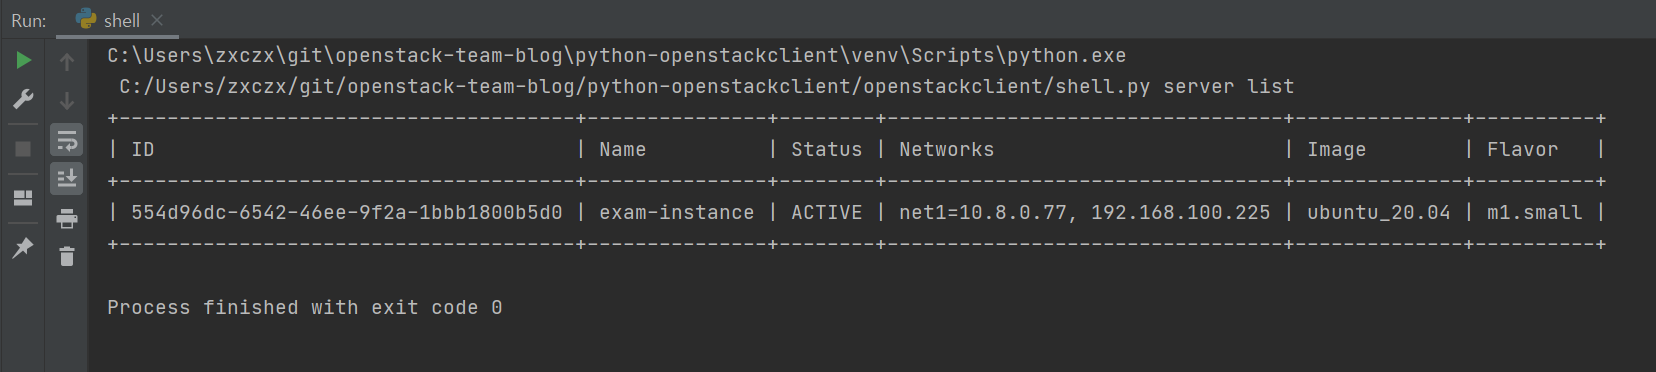 Run: shell
C:\Users\zxczx\git\openstack-team-blog\python-openstackclient\venv\Scripts\python.exe
 C:/Users/zxczx/git/openstack-team-blog/python-openstackclient/openstackclient/shell.py server list
+--------------------------------------+---------------+--------+---------------------------------+--------------+----------+
| ID                                   | Name          | Status | Networks                        | Image        | Flavor   |
+--------------------------------------+---------------+--------+---------------------------------+--------------+----------+
| 554d96dc-6542-46ee-9f2a-1bbb1800b5d0 | exam-instance | ACTIVE | net1=10.8.0.77, 192.168.100.225 | ubuntu_20.04 | m1.small |
+--------------------------------------+---------------+--------+---------------------------------+--------------+----------+
Process finished with exit code 0